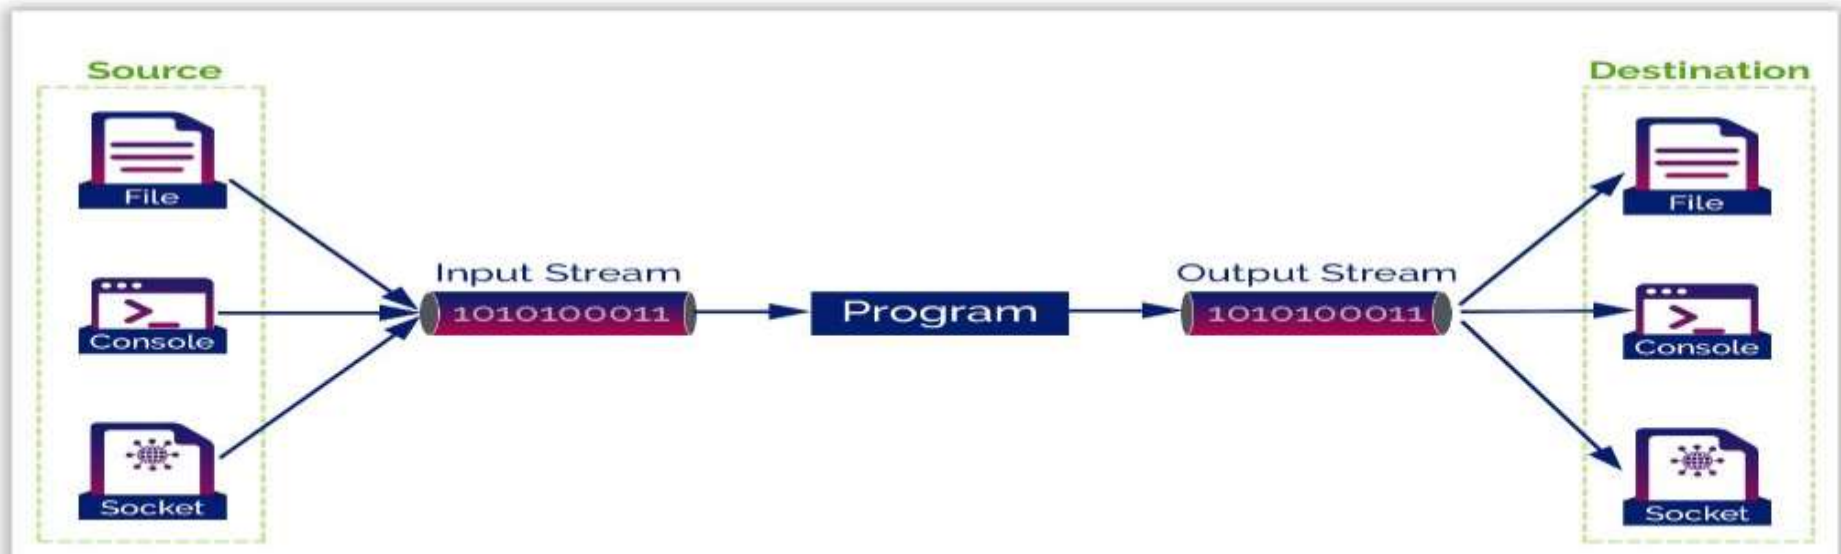 Source
File
Console
Socket
Input Stream
1010100011
Program
Output Stream
1010100011
Destination
File
Console
Socket